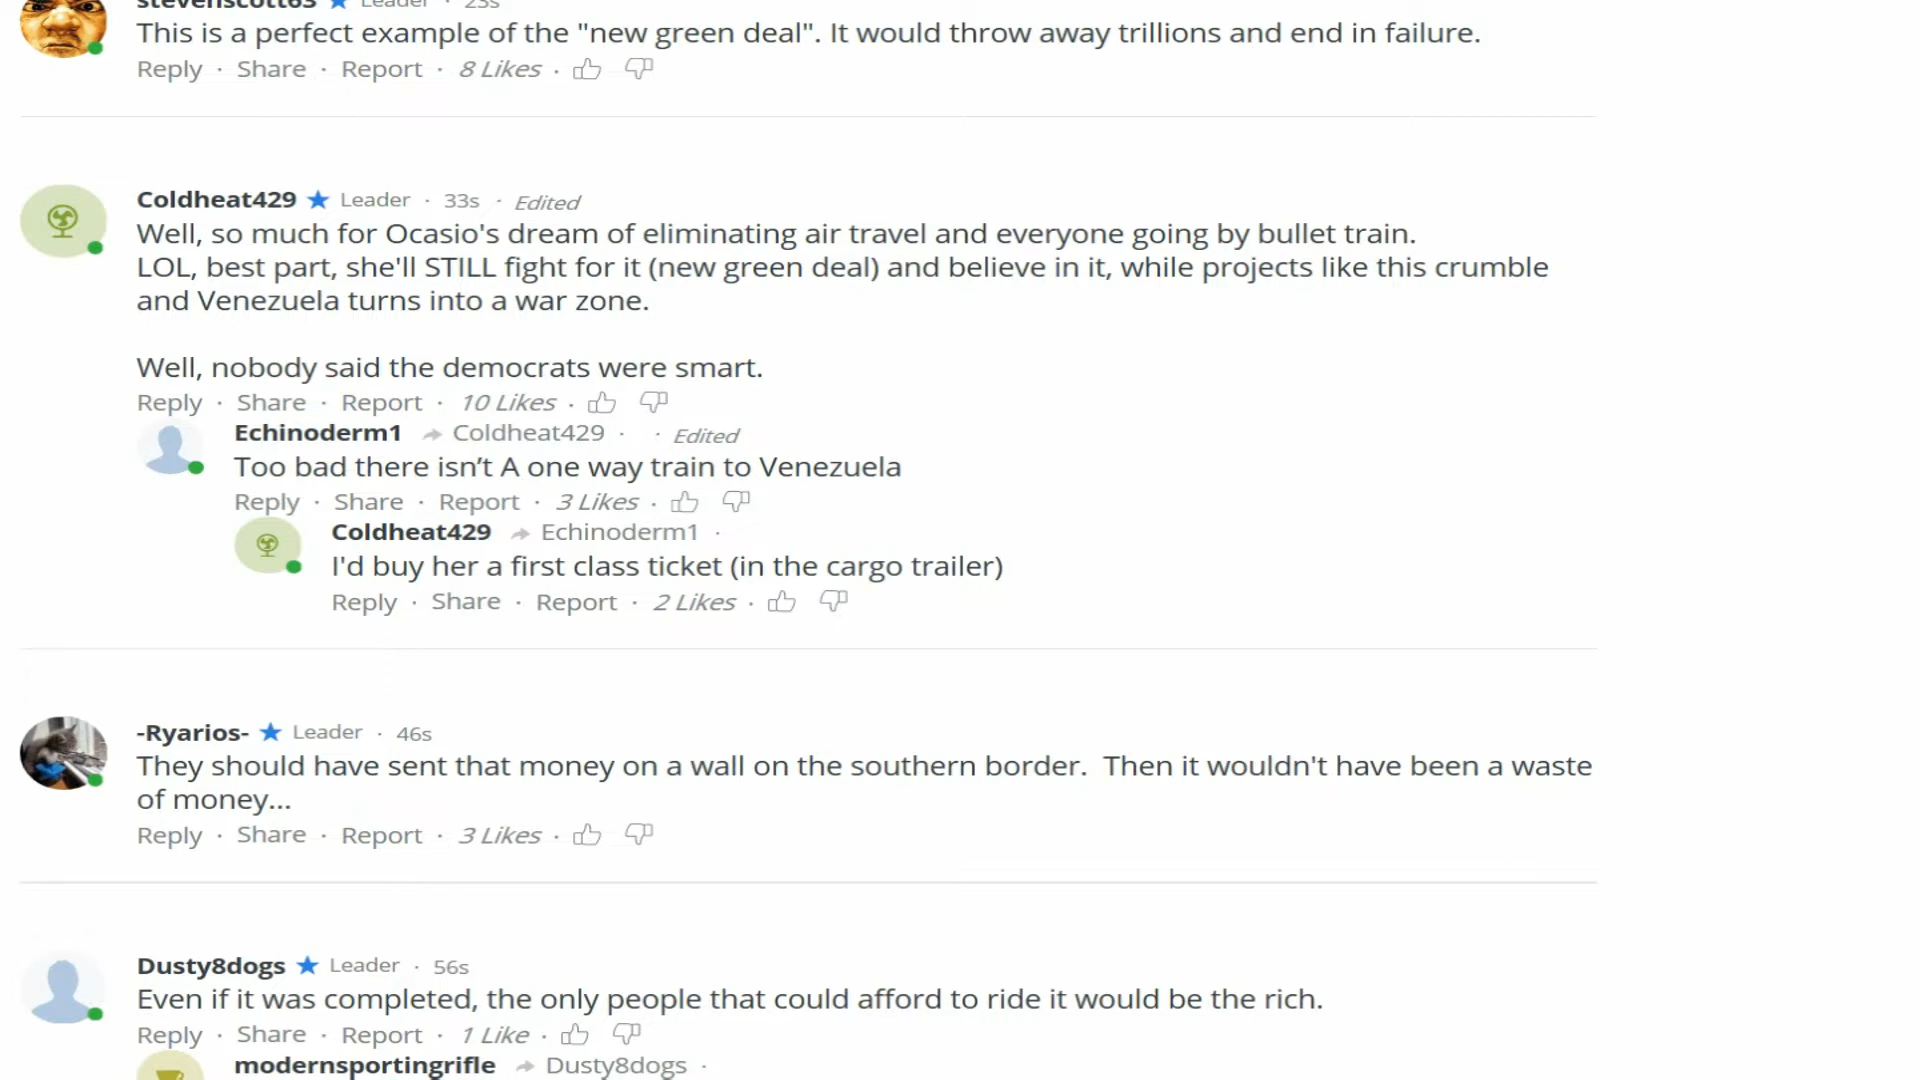 stevenscott63 Leader · 23s
This is a perfect example of the "new green deal". It would throw away trillions and end in failure.
Reply · Share · Report · 8 Likes ·
Coldheat429 Leader · 33s · Edited
Well, so much for Ocasio's dream of eliminating air travel and everyone going by bullet train.
LOL, best part, she'll STILL fight for it (new green deal) and believe in it, while projects like this crumble
and Venezuela turns into a war zone.
Well, nobody said the democrats were smart.
Reply · Share · Report · 10 Likes ·
Echinoderm1 Coldheat429 · · Edited
Too bad there isn’t A one way train to Venezuela
Reply · Share · Report · 3 Likes ·
Coldheat429 Echinoderm1 ·
I'd buy her a first class ticket (in the cargo trailer)
Reply · Share · Report · 2 Likes ·
-Ryarios- Leader · 46s
They should have sent that money on a wall on the southern border.  Then it wouldn't have been a waste
of money...
Reply · Share · Report · 3 Likes ·
Dusty8dogs Leader · 56s
Even if it was completed, the only people that could afford to ride it would be the rich.
Reply · Share · Report · 1 Like ·
modernsportingrifle Dusty8dogs ·